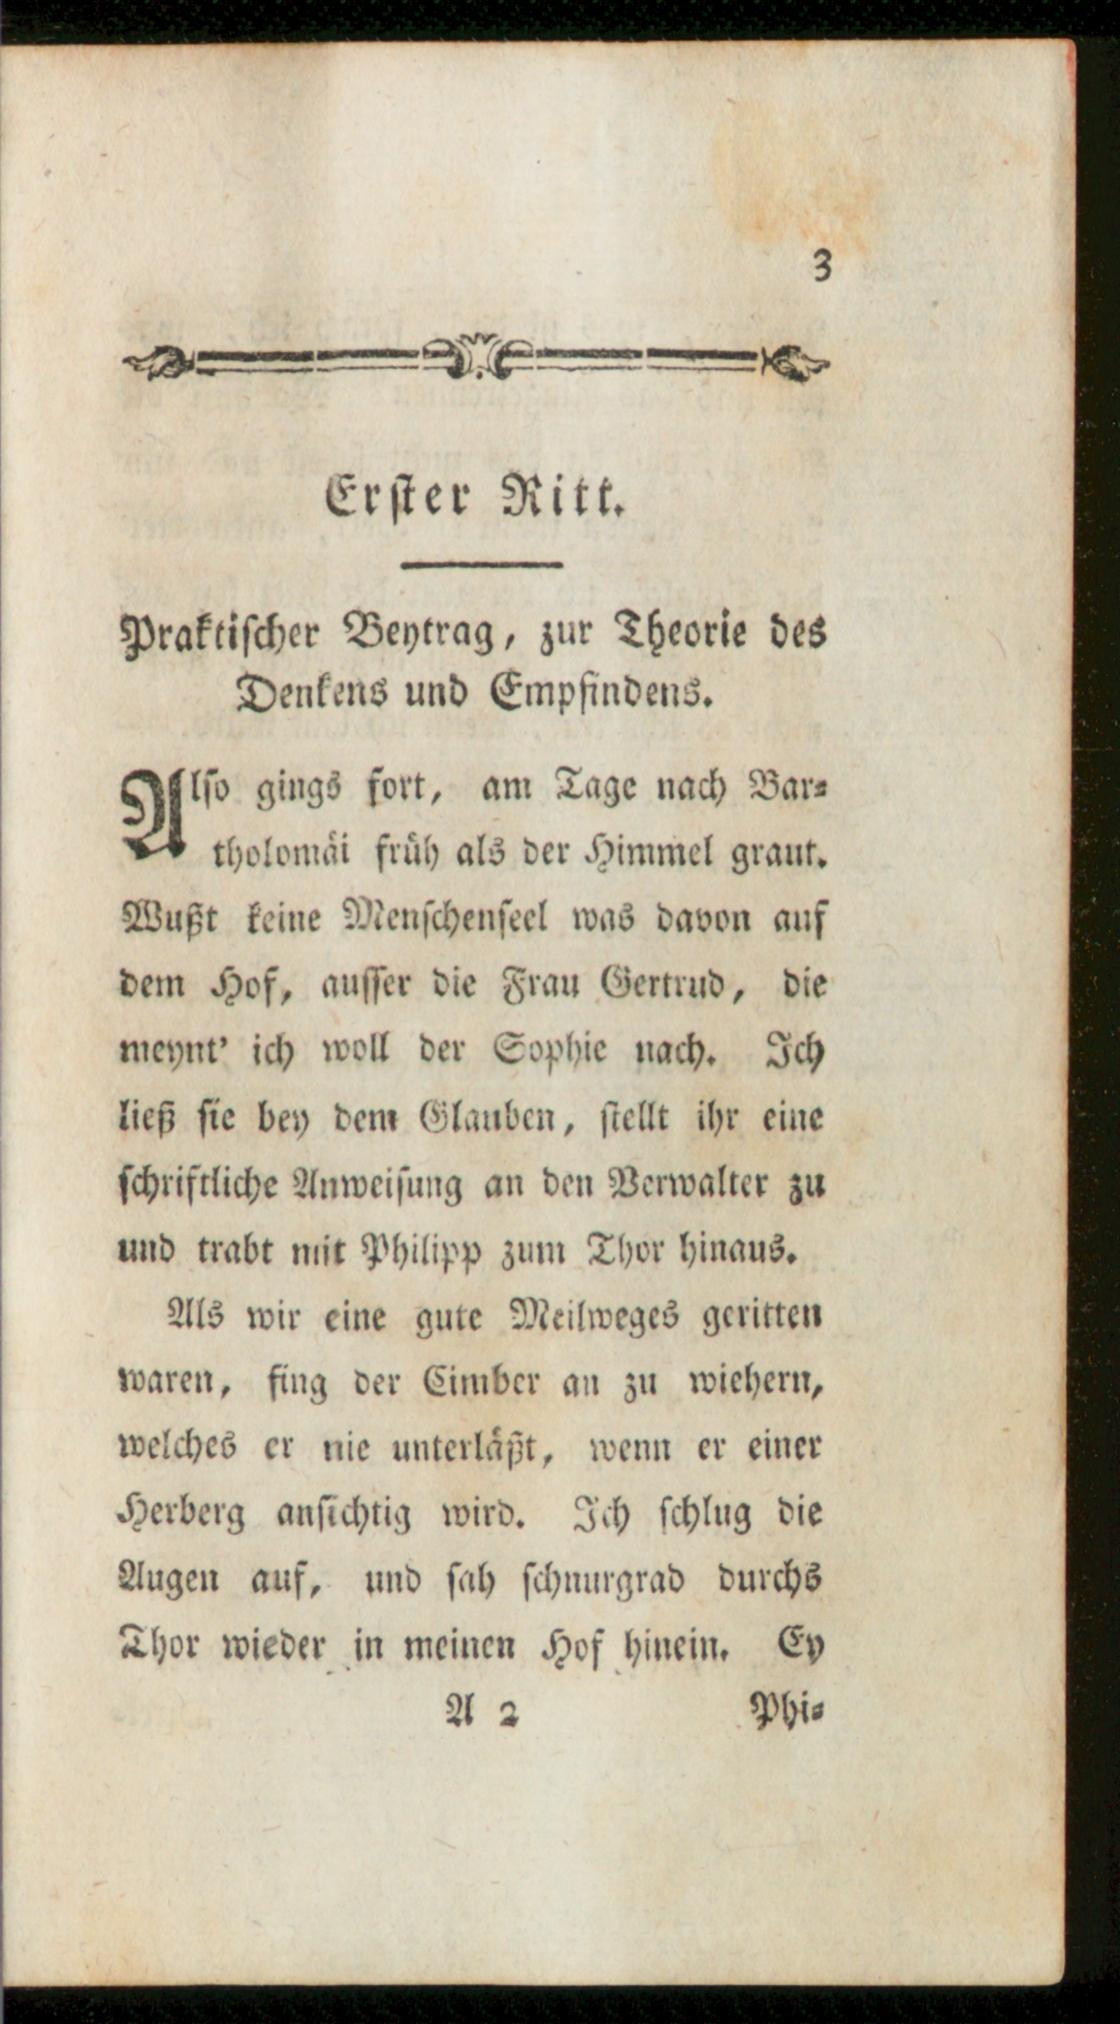 3
Erster Ritt.
Praktiſcher Beytrag, zur Theorie des
Denkens und Empfindens.
Alſo gings fort, am Tage nach Bar⸗
tholomäi früh als der Himmel graut.
Wußt keine Menſchenſeel was davon auf
dem Hof, auſſer die Frau Gertrud, die
meynt' ich woll der Sophie nach. Ich
ließ ſie bey dem Glauben, ſtellt ihr eine
ſchriftliche Anweiſung an den Verwalter zu
und trabt mit Philipp zum Thor hinaus.
Als wir eine gute Meilweges geritten
waren, fing der Cimber an zu wiehern,
welches er nie unterläßt, wenn er einer
Herberg anſichtig wird. Ich ſchlug die
Augen auf, und ſah ſchnurgrad durchs
Thor wieder in meinen Hof hinein. Ey
A 2 Phi⸗